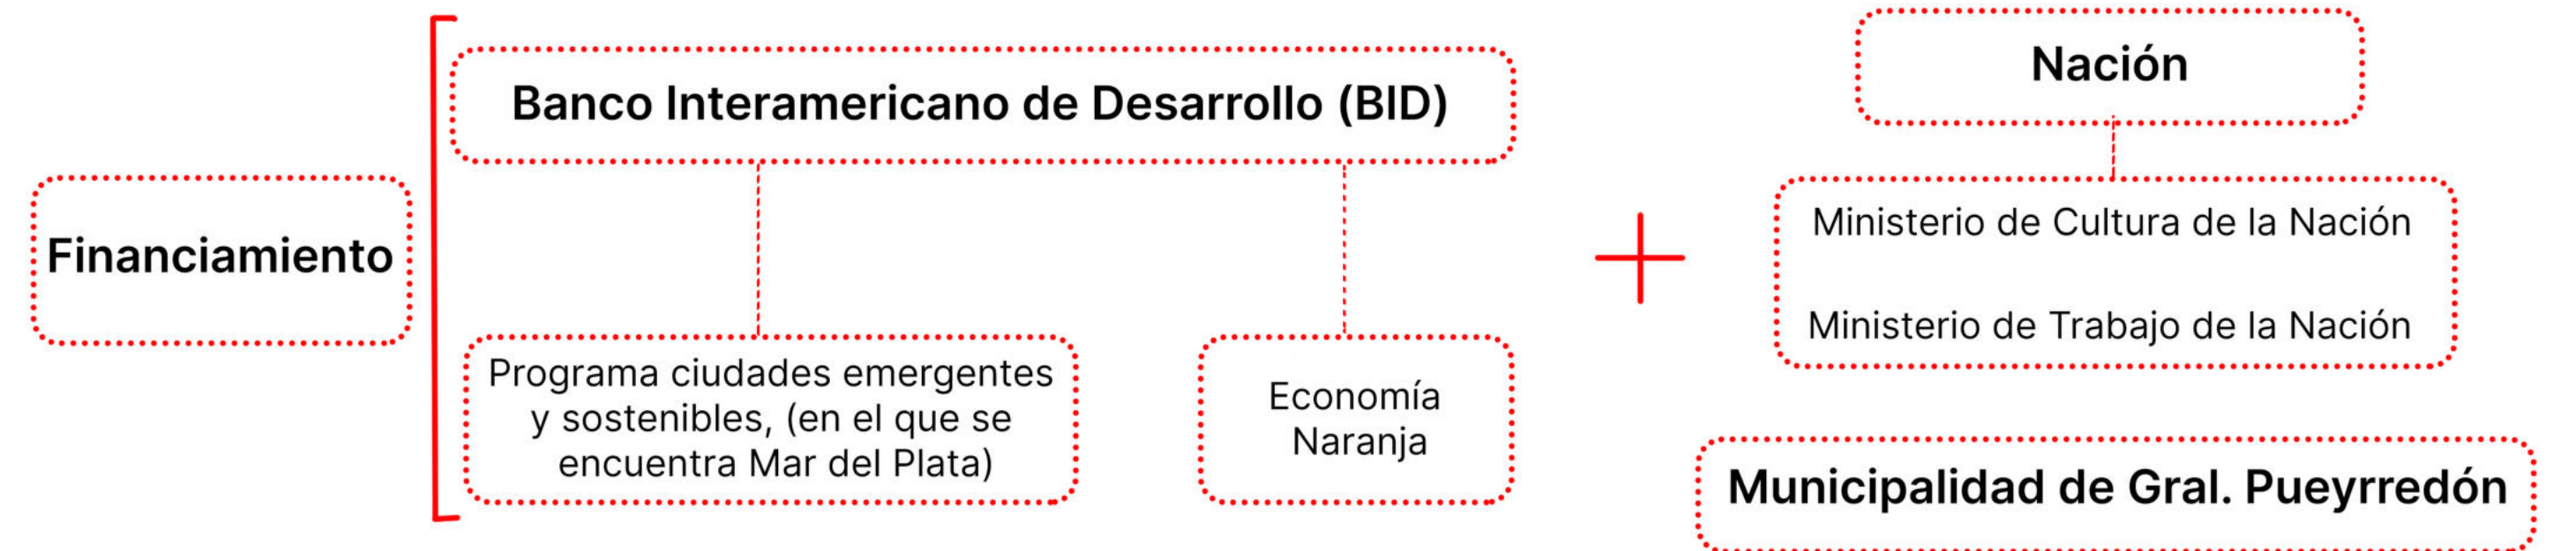 Financiamiento
Banco Interamericano de Desarrollo (BID)
Programa ciudades emergentes
y sostenibles, (en el que se
encuentra Mar del Plata)
Economía
Naranja
+
Nación
Ministerio de Cultura de la Nación
Ministerio de Trabajo de la Nación
Municipalidad de Gral. Pueyrredón